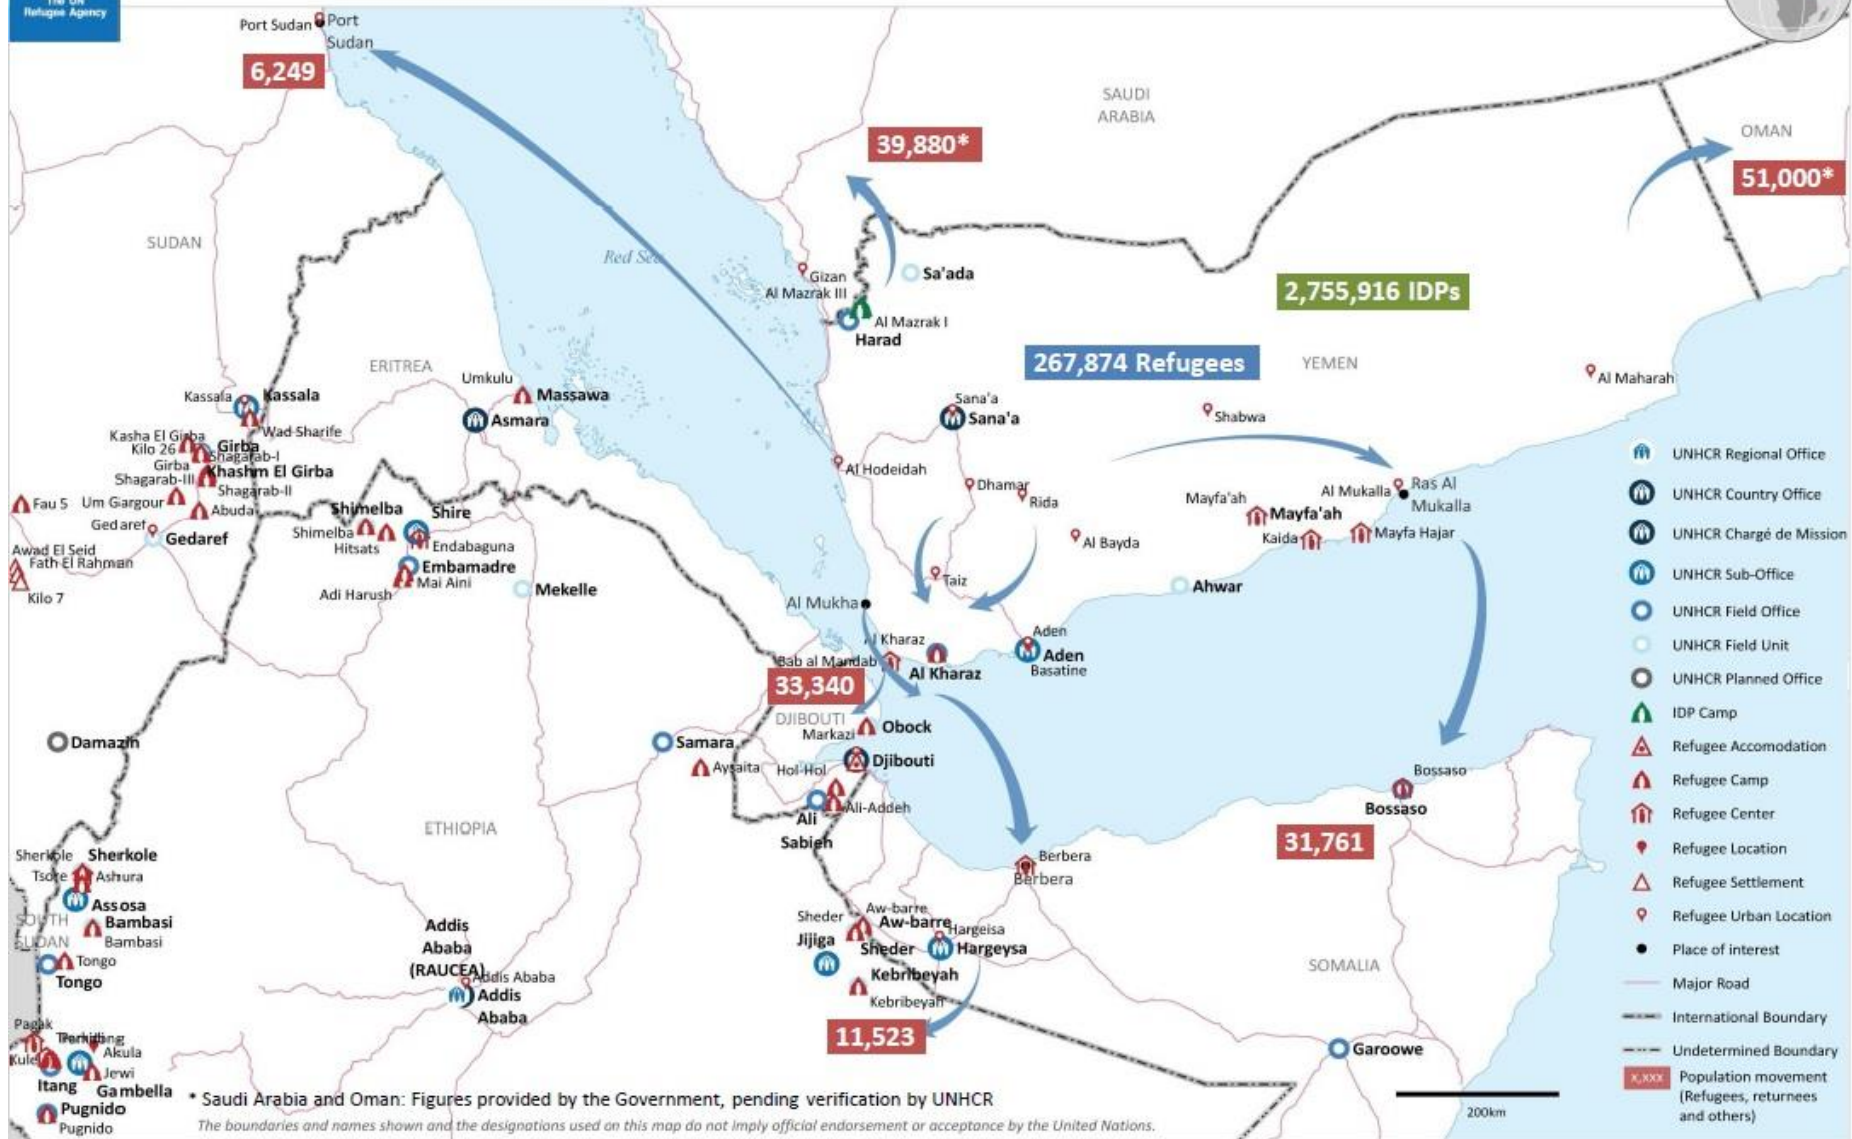 The UN
Refugee Agency
Port Sudan
Port
Sudan
6,249
SAUDI
ARABIA
39,880*
OMAN
51,000*
SUDAN
Red Sea
Gizan
Sa'ada
Al Mazrak III
Al Mazrak I
Harad
2,755,916 IDPs
267,874 Refugees
YEMEN
Al Maharah
ERITREA
Umkulu
Massawa
Asmara
Kassala
Kassala
Wad Sharife
Kasha El Girba
Kilo 26
Girba
Shagarab-I
Girba
Khashm El Girba
Shagarab-III
Shagarab-II
Fau 5
Um Gargour
Abuda
Gedaref
Gedaref
Awad El Seid
Fath El Rahman
Kilo 7
Shimelba
Shire
Shimelba
Hitsats
Endabaguna
Embamadre
Mai Aini
Adi Harush
Mekelle
Sana'a
Sana'a
Shabwa
Al Hodeidah
Dhamar
Rida
Al Bayda
Mayfa'ah
Mayfa'ah
Al Mukalla
Ras Al
Mukalla
Kaida
Mayfa Hajar
Taiz
Ahwar
Al Mukha
Al Kharaz
Bab al Mandab
Al Kharaz
Aden
Aden
Basatine
33,340
DJIBOUTI
Markazi
Obock
Hol-Hol
Djibouti
Ali-Addeh
Ali
Sabieh
Damazin
Samara
Aysaita
ETHIOPIA
Bossaso
Bossaso
31,761
Berbera
Berbera
Sherkole
Sherkole
Tsore
Ashura
Assosa
SOUTH
SUDAN
Bambasi
Bambasi
Tongo
Tongo
Addis
Ababa
(RAUCEA)
Addis Ababa
Addis
Ababa
Sheder
Aw-barre
Aw-barre
Hargeisa
Jijiga
Sheder
Hargeysa
Kebribeyah
Kebribeyah
11,523
SOMALIA
Garoowe
Pagak
Kule
Akula
Jewi
Itang
Gambella
Pugnido
Pugnido
UNHCR Regional Office
UNHCR Country Office
UNHCR Chargé de Mission
UNHCR Sub-Office
UNHCR Field Office
UNHCR Field Unit
UNHCR Planned Office
IDP Camp
Refugee Accomodation
Refugee Camp
Refugee Center
Refugee Location
Refugee Settlement
Refugee Urban Location
Place of interest
Major Road
International Boundary
Undetermined Boundary
x,xxx
Population movement
(Refugees, returnees
and others)
200km
* Saudi Arabia and Oman: Figures provided by the Government, pending verification by UNHCR
The boundaries and names shown and the designations used on this map do not imply official endorsement or acceptance by the United Nations.